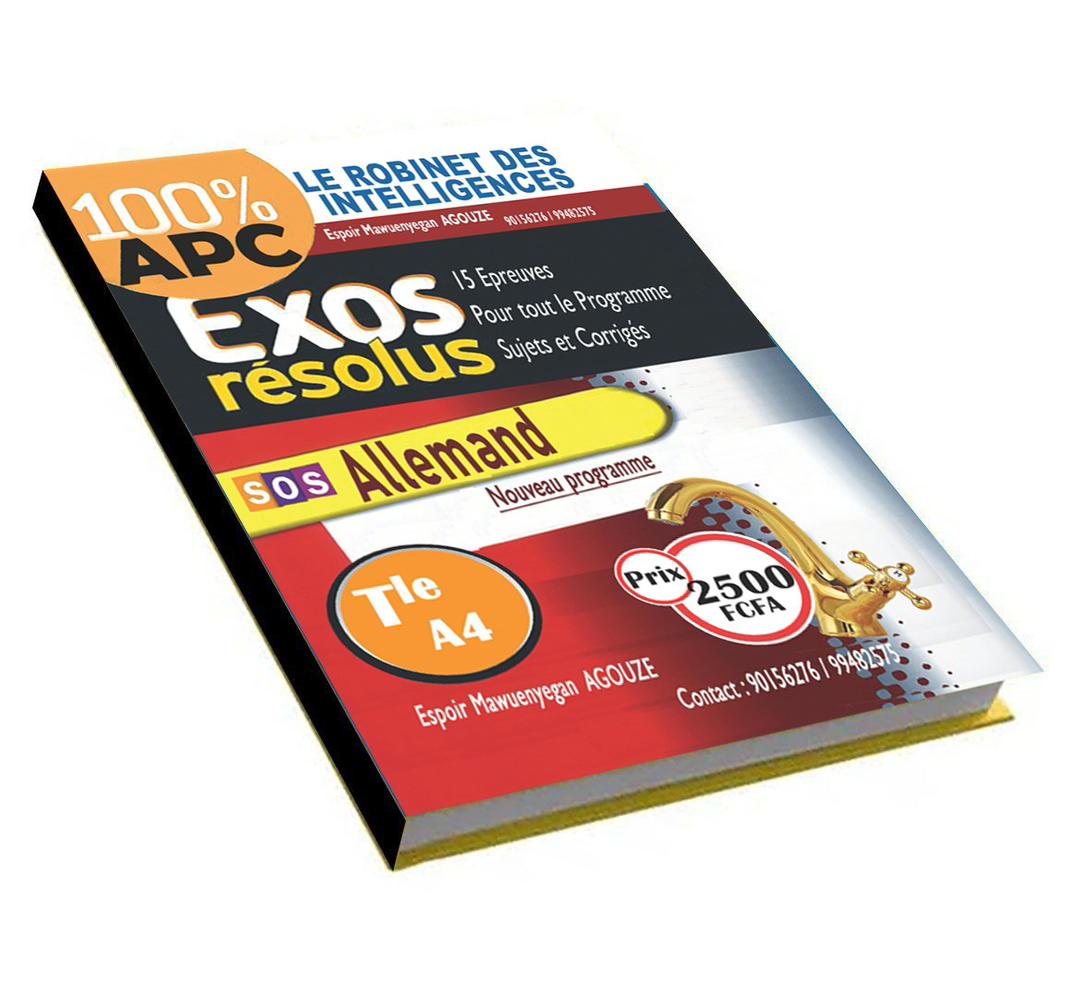 100%
APC
LE ROBINET DES
INTELLIGENCES
Espoir Mawuenyegan AGOUZE 90156276 / 99482575
Exos
résolus
15 Epreuves
Pour tout le Programme
Sujets et Corrigés
SOS Allemand
Nouveau programme
Tle
A4
Prix
2500
FCFA
Espoir Mawuenyegan AGOUZE
Contact : 90156276 / 99482575